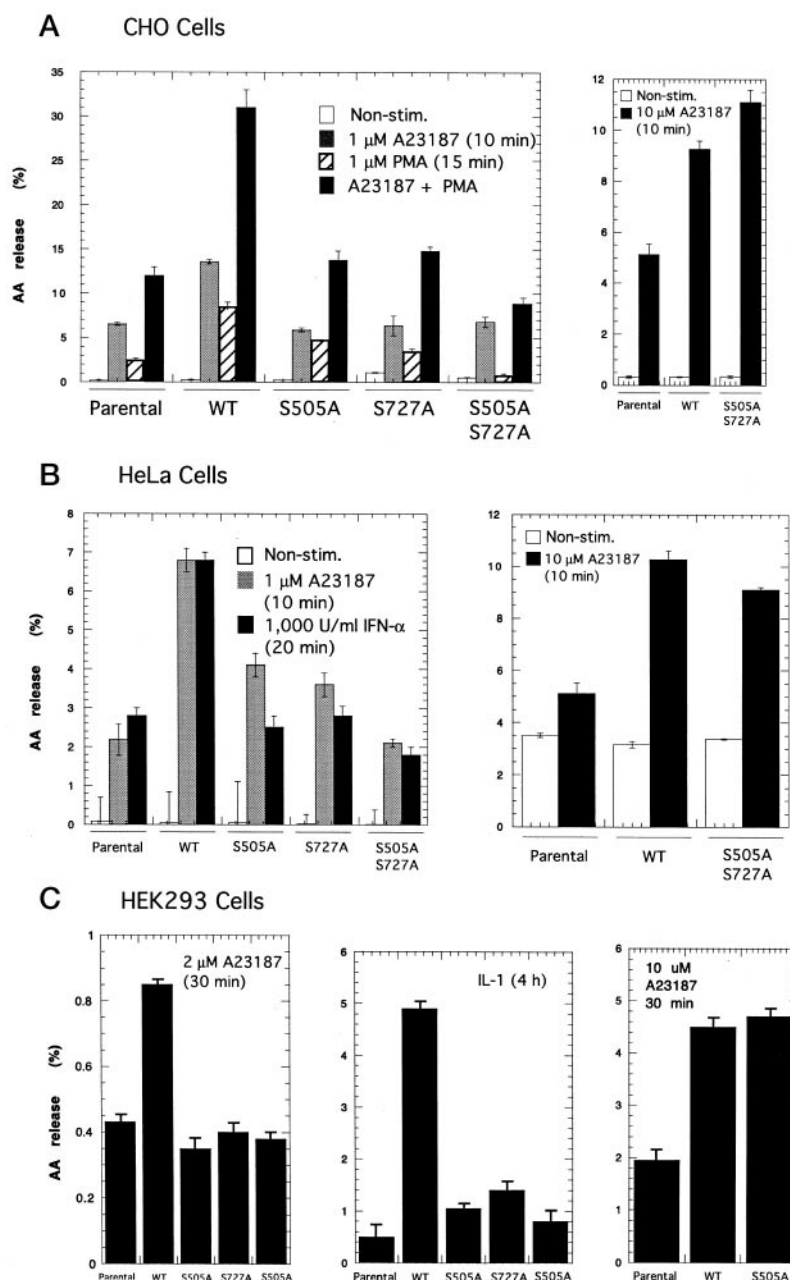 A
CHO Cells
AA release (%)
35
30
25
20
15
10
5
0
Non-stim.
1 µM A23187 (10 min)
1 µM PMA (15 min)
A23187 + PMA
Parental
WT
S505A
S727A
S505A
S727A
12
10
8
6
4
2
0
Non-stim.
10 µM A23187
(10 min)
Parental
WT
S505A
S727A
B
HeLa Cells
AA release (%)
8
7
6
5
4
3
2
1
0
Non-stim.
1 µM A23187
(10 min)
1,000 U/ml IFN-α
(20 min)
Parental
WT
S505A
S727A
S505A
S727A
12
10
8
6
4
2
0
Non-stim.
10 µM A23187
(10 min)
Parental
WT
S505A
S727A
C
HEK293 Cells
AA release (%)
1
0.8
0.6
0.4
0.2
0
2 µM A23187
(30 min)
Parental
WT
S505A
S727A
S505A
6
5
4
3
2
1
0
IL-1 (4 h)
Parental
WT
S505A
S727A
S505A
6
4
2
0
10 uM
A23187
30 min
Parental
WT
S505A